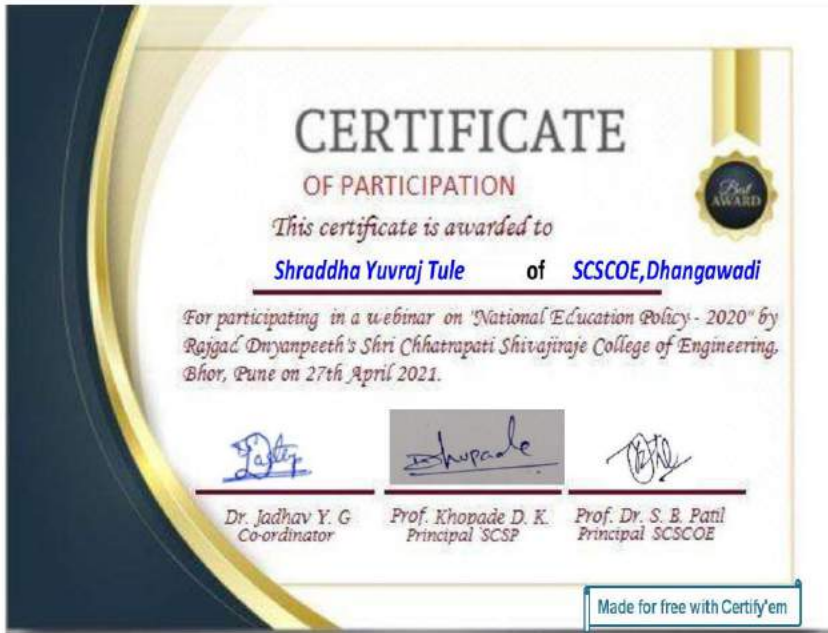 CERTIFICATE
OF PARTICIPATION
Best
AWARD
This certificate is awarded to
Shraddha Yuvraj Tule of SCSCOE,Dhangawadi
For participating in a webinar on "National Education Policy - 2020" by
Rajgad Dnyanpeeth's Shri Chhatrapati Shivajiraje College of Engineering,
Bhor, Pune on 27th April 2021.
Dr. Jadhav Y. G
Co-ordinator
Prof. Khopade D. K.
Principal SCSP
Prof. Dr. S. B. Patil
Principal SCSCOE
Made for free with Certify'em